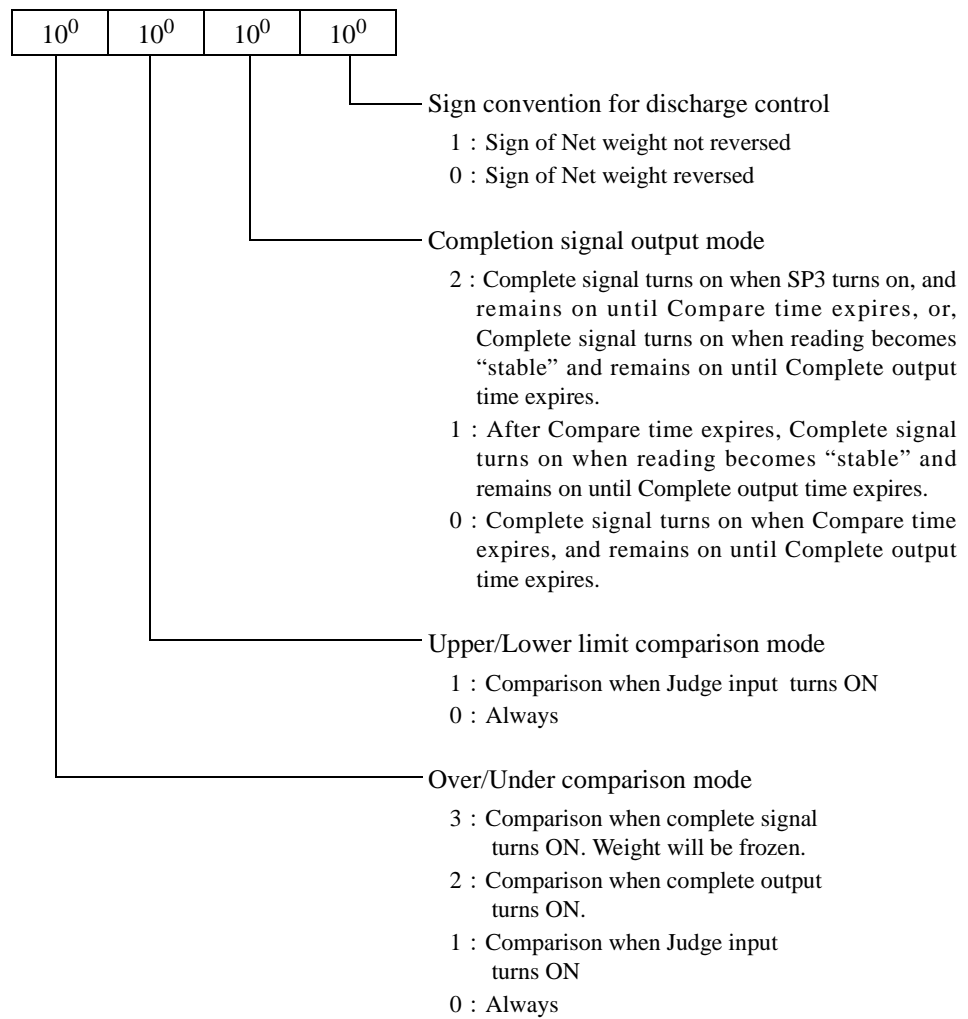 10⁰ 10⁰ 10⁰ 10⁰
Sign convention for discharge control
1 : Sign of Net weight not reversed
0 : Sign of Net weight reversed
Completion signal output mode
2 : Complete signal turns on when SP3 turns on, and
remains on until Compare time expires, or,
Complete signal turns on when reading becomes
“stable” and remains on until Complete output
time expires.
1 : After Compare time expires, Complete signal
turns on when reading becomes “stable” and
remains on until Complete output time expires.
0 : Complete signal turns on when Compare time
expires, and remains on until Complete output
time expires.
Upper/Lower limit comparison mode
1 : Comparison when Judge input turns ON
0 : Always
Over/Under comparison mode
3 : Comparison when complete signal
turns ON. Weight will be frozen.
2 : Comparison when complete output
turns ON.
1 : Comparison when Judge input
turns ON
0 : Always